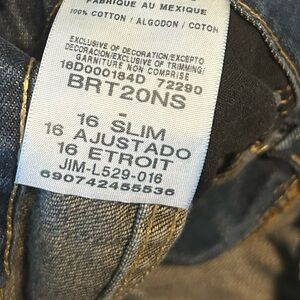 FABRIQUE AU MEXIQUE
100% COTTON / ALGODON / COTON
EXCLUSIVE OF DECORATION/EXCEPTO
DECORACION/EXCLUSIVE OF TRIMMING/
GARNITURE NON COMPRISE
18D000184D 72290
BRT20NS
-
16 SLIM
16 AJUSTADO
16 ETROIT
JIM-L529-016
690742455536